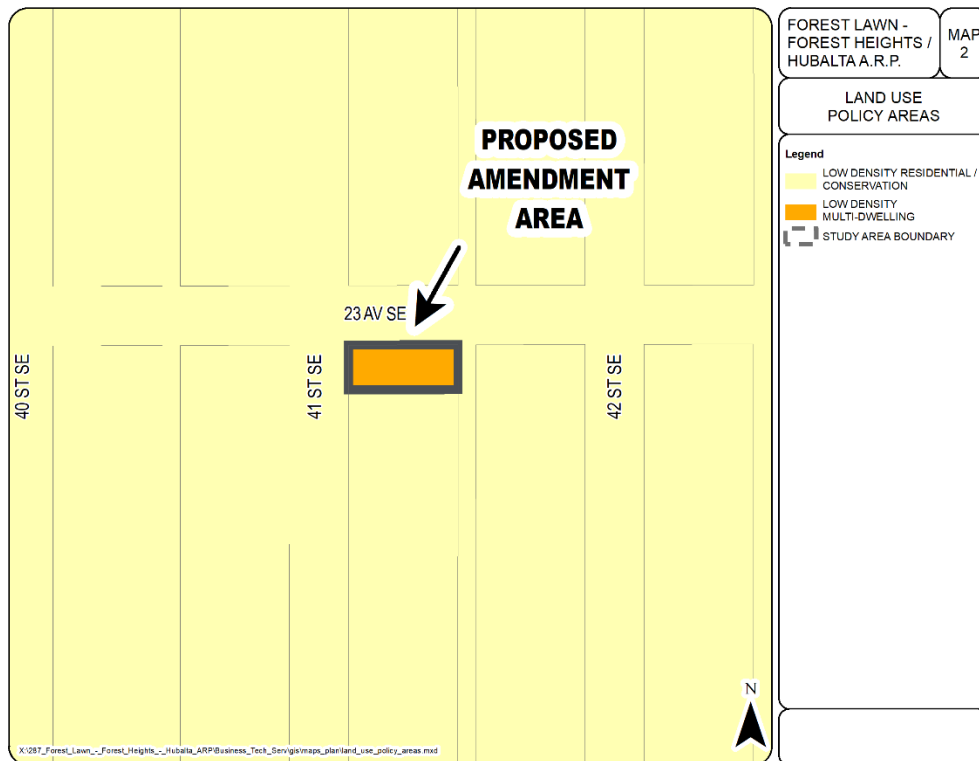 FOREST LAWN -
FOREST HEIGHTS /
HUBALTA A.R.P.
MAP
2
LAND USE
POLICY AREAS
Legend
LOW DENSITY RESIDENTIAL /
CONSERVATION
LOW DENSITY
MULTI-DWELLING
STUDY AREA BOUNDARY
PROPOSED
AMENDMENT
AREA
23 AV SE
40 ST SE
41 ST SE
42 ST SE
N
X:\287_Forest_Lawn_-_Forest_Heights_-_Hubalta_ARP\Business_Tech_Serv\gis\maps_plan\land_use_policy_areas.mxd